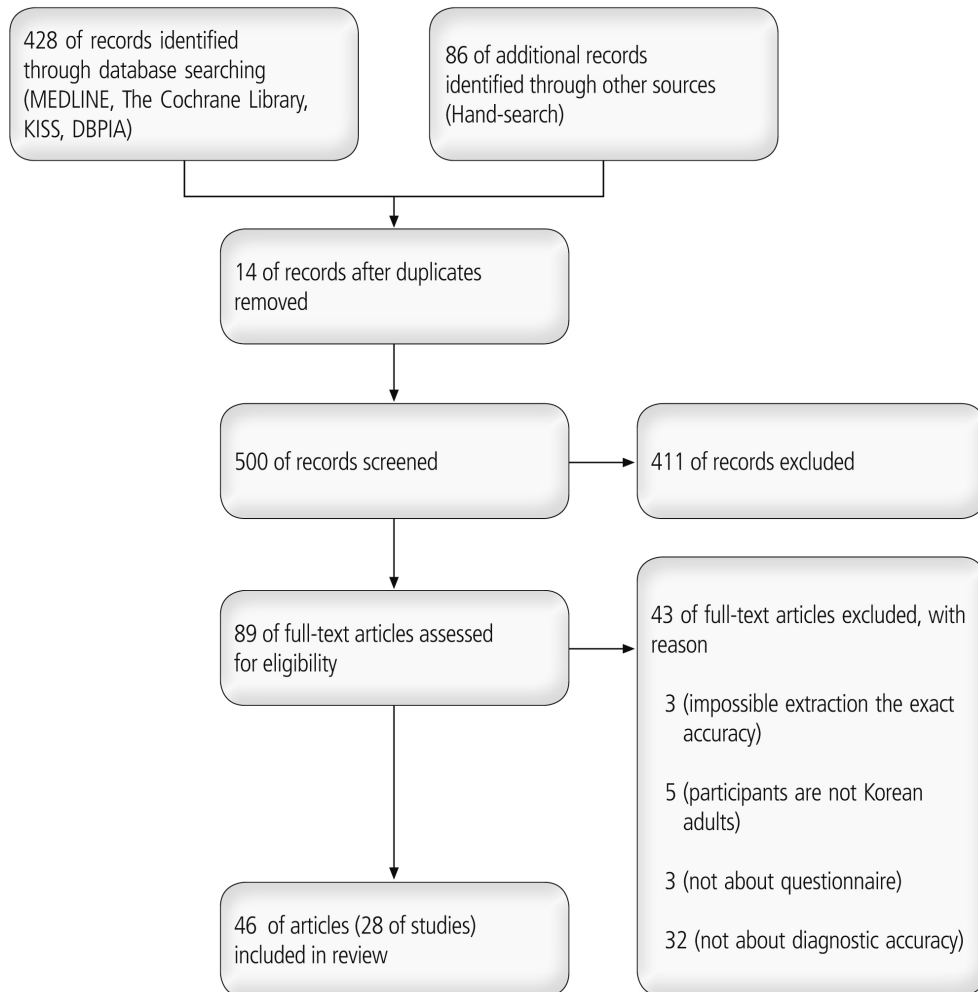 428 of records identified
through database searching
(MEDLINE, The Cochrane Library,
KISS, DBPIA)
86 of additional records
identified through other sources
(Hand-search)
14 of records after duplicates
removed
500 of records screened
411 of records excluded
89 of full-text articles assessed
for eligibility
43 of full-text articles excluded, with
reason
3 (impossible extraction the exact
accuracy)
5 (participants are not Korean
adults)
3 (not about questionnaire)
32 (not about diagnostic accuracy)
46 of articles (28 of studies)
included in review